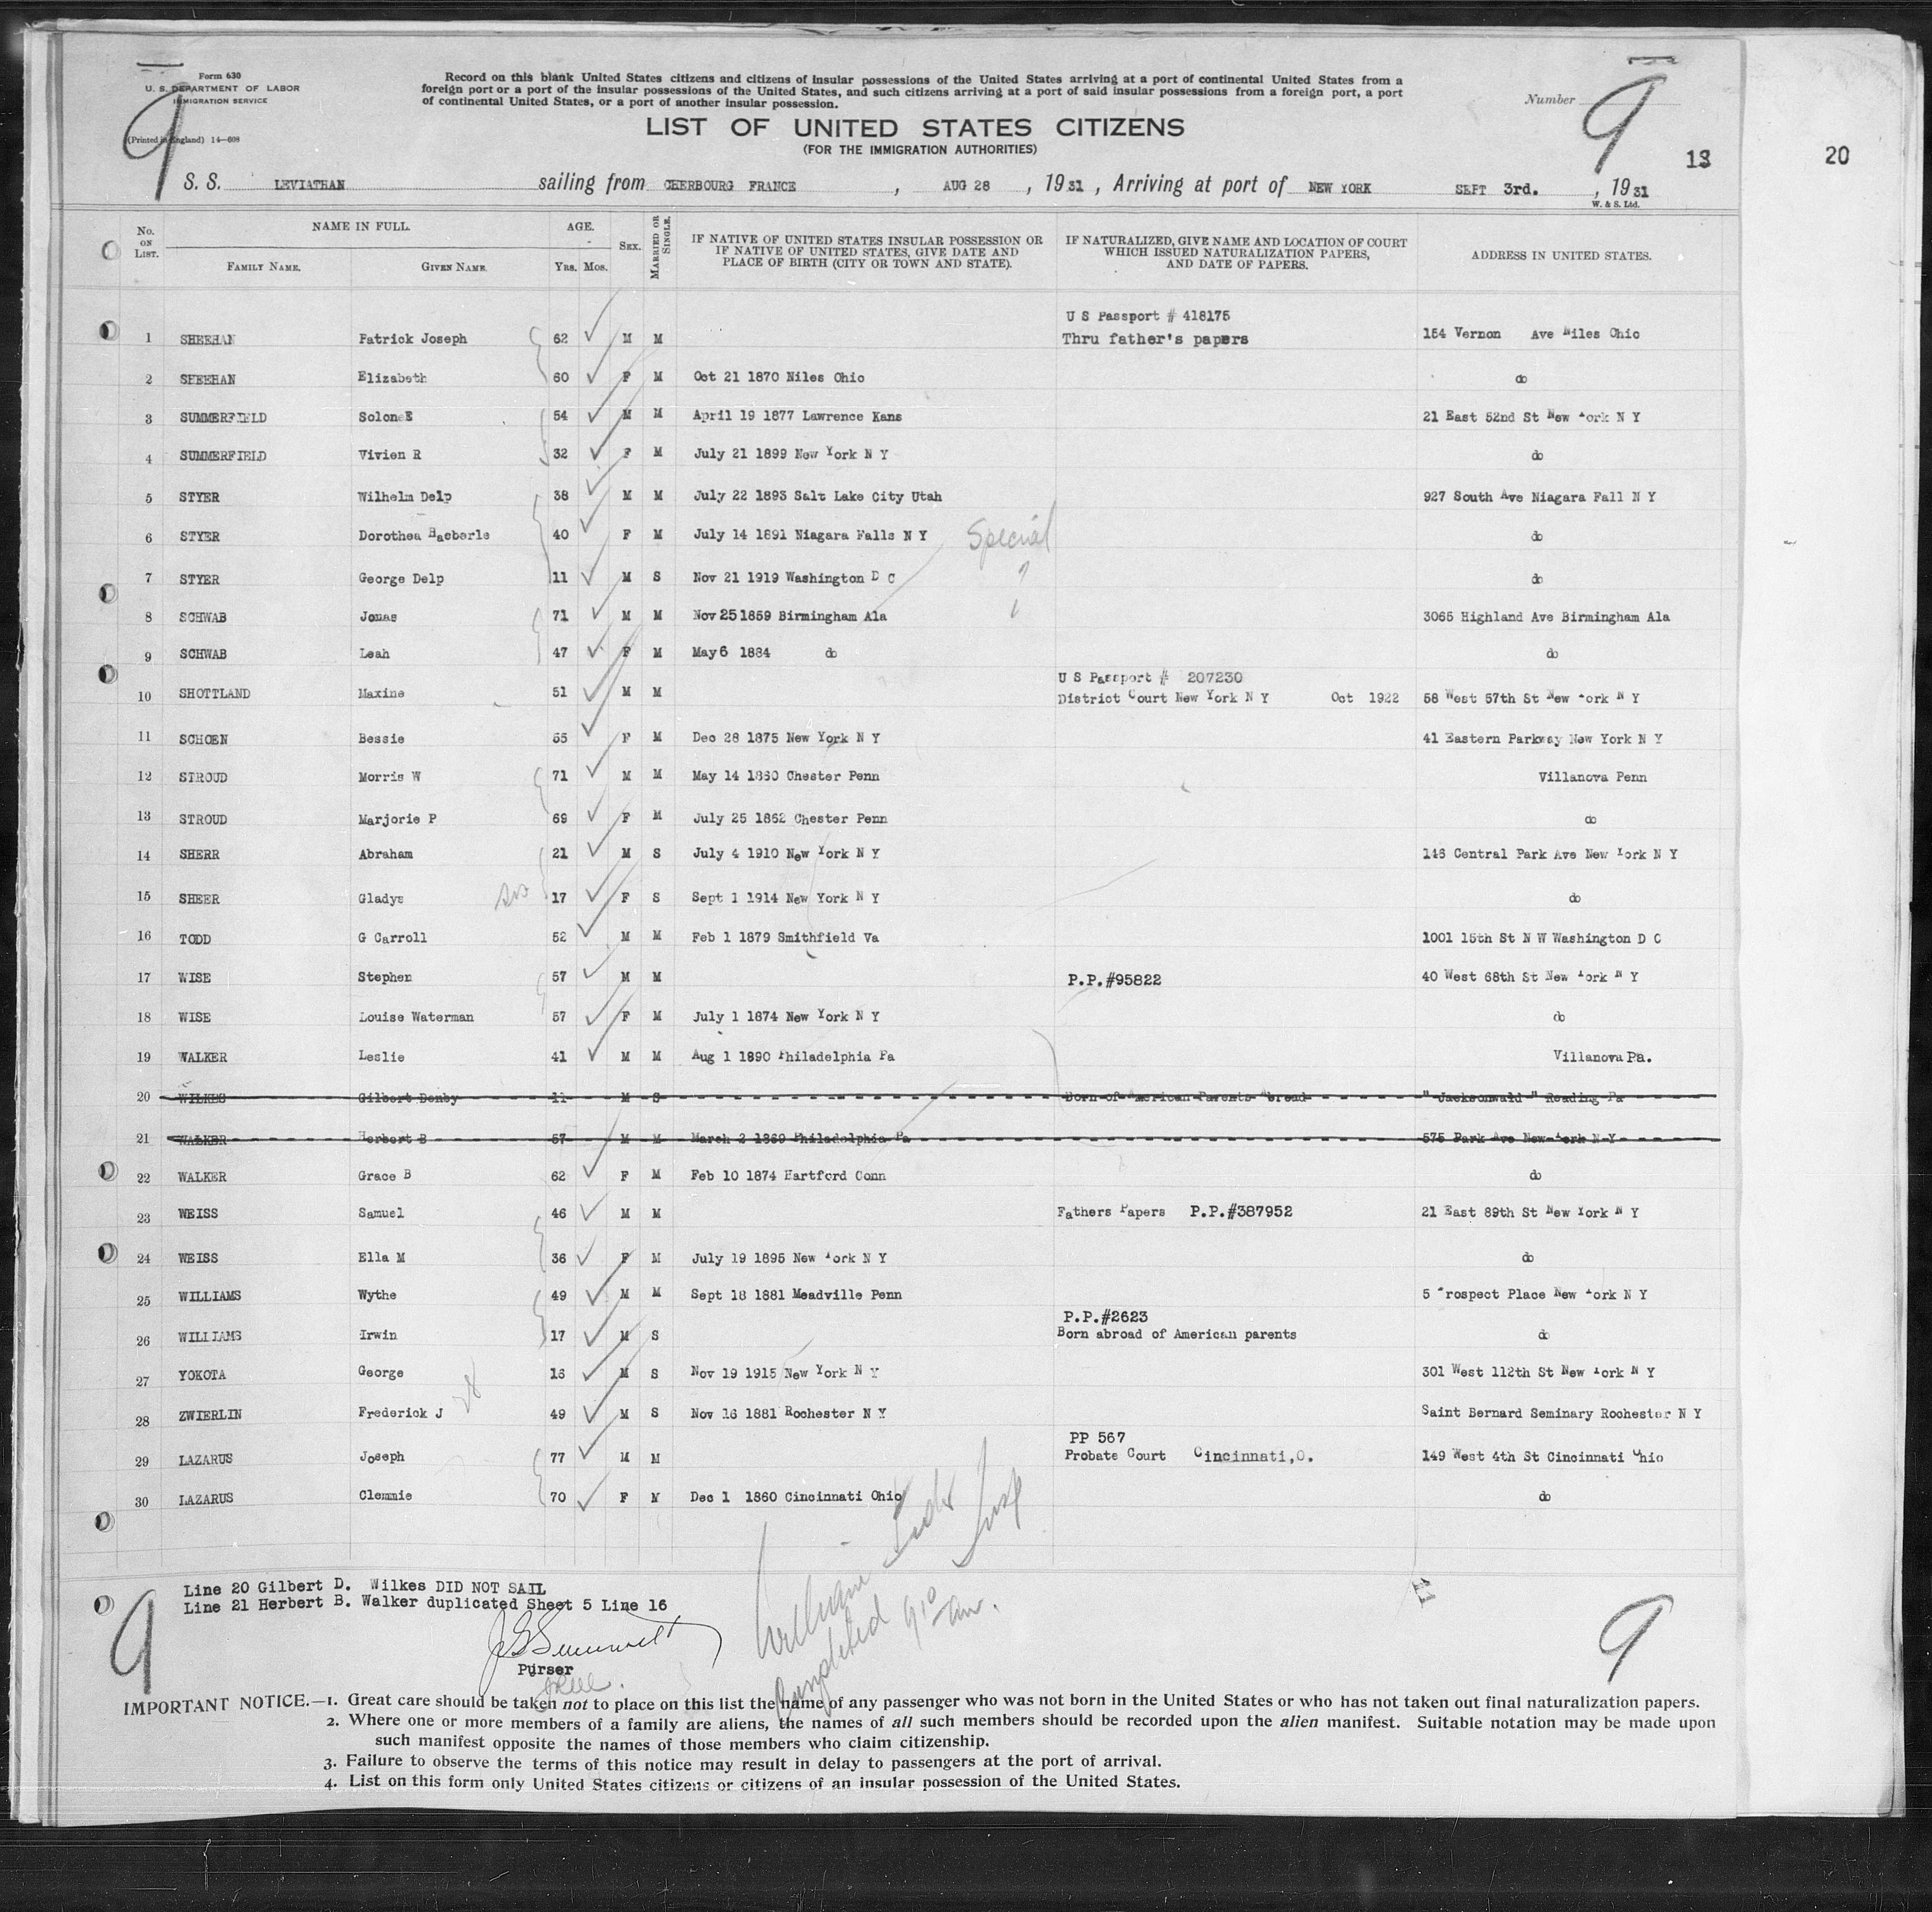 Form 630
U. S. DEPARTMENT OF LABOR
IMMIGRATION SERVICE
(Printed in England) 14—608
Record on this blank United States citizens and citizens of insular possessions of the United States arriving at a port of continental United States from a
foreign port or a port of the insular possessions of the United States, and such citizens arriving at a port of said insular possessions from a foreign port, a port
of continental United States, or a port of another insular possession.
Number
9
9
LIST OF UNITED STATES CITIZENS
(FOR THE IMMIGRATION AUTHORITIES)
13
20
S. S. LEVIATHAN sailing from CHERBOURG FRANCE , AUG 28 , 1931 , Arriving at port of NEW YORK SEPT 3rd. , 1931
W. & S. Ltd.
No. ON LIST. NAME IN FULL. FAMILY NAME. GIVEN NAME. AGE. YRS. MOS. SEX. MARRIED OR SINGLE. IF NATIVE OF UNITED STATES INSULAR POSSESSION OR IF NATIVE OF UNITED STATES, GIVE DATE AND PLACE OF BIRTH (CITY OR TOWN AND STATE). IF NATURALIZED, GIVE NAME AND LOCATION OF COURT WHICH ISSUED NATURALIZATION PAPERS, AND DATE OF PAPERS. ADDRESS IN UNITED STATES.
U S Passport # 418175
1 SHEEHAN Patrick Joseph 62 M M Thru father's papers 154 Vernon Ave Niles Ohio
2 SHEEHAN Elizabeth 60 F M Oct 21 1870 Niles Ohio do
3 SUMMERFIELD Solon E 54 M M April 19 1877 Lawrence Kans 21 East 52nd St New York N Y
4 SUMMERFIELD Vivien R 32 F M July 21 1899 New York N Y do
5 STYER Wilhelm Delp 38 M M July 22 1893 Salt Lake City Utah 927 South Ave Niagara Fall N Y
6 STYER Dorothea Haeberle 40 F M July 14 1891 Niagara Falls N Y Special do
7 STYER George Delp 11 M S Nov 21 1919 Washington D C ? do
8 SCHWAB Jonas 71 M M Nov 25 1859 Birmingham Ala 3065 Highland Ave Birmingham Ala
9 SCHWAB Leah 47 F M May 6 1884 do do
U S Passport # 207230
10 SHOTTLAND Maxine 51 M M District Court New York N Y Oct 1922 58 West 57th St New York N Y
11 SCHOEN Bessie 55 F M Dec 28 1875 New York N Y 41 Eastern Parkway New York N Y
12 STROUD Morris W 71 M M May 14 1860 Chester Penn Villanova Penn
13 STROUD Marjorie P 69 F M July 25 1862 Chester Penn do
14 SHERR Abraham 21 M S July 4 1910 New York N Y 146 Central Park Ave New York N Y
15 SHEER Gladys 17 F S Sept 1 1914 New York N Y do
16 TODD G Carroll 52 M M Feb 1 1879 Smithfield Va 1001 15th St N W Washington D C
17 WISE Stephen 57 M M P.P.#95822 40 West 68th St New York N Y
18 WISE Louise Waterman 57 F M July 1 1874 New York N Y do
19 WALKER Leslie 41 M M Aug 1 1890 Philadelphia Pa Villanova Pa.
20 WILKES Gilbert Denby 11 M S Born of American Parents Abroad " Jacksonwald " Reading Pa
21 WALKER Herbert B 67 M M March 2 1869 Philadelphia Pa 575 Park Ave New York N Y
22 WALKER Grace B 62 F M Feb 10 1874 Hartford Conn do
23 WEISS Samuel 46 M M Fathers Papers P.P.#387952 21 East 89th St New York N Y
24 WEISS Ella M 36 F M July 19 1895 New York N Y do
25 WILLIAMS Wythe 49 M M Sept 18 1881 Meadville Penn 5 Prospect Place New York N Y
P.P.#2623
26 WILLIAMS Irwin 17 M S Born abroad of American parents do
27 YOKOTA George 16 M S Nov 19 1915 New York N Y 301 West 112th St New York N Y
28 ZWIERLIN Frederick J 49 M S Nov 16 1881 Rochester N Y Saint Bernard Seminary Rochester N Y
PP 567
29 LAZARUS Joseph 77 M M Probate Court Cincinnati,O. 149 West 4th St Cincinnati Ohio
30 LAZARUS Clemmie 70 F M Dec 1 1860 Cincinnati Ohio do
Line 20 Gilbert D. Wilkes DID NOT SAIL
Line 21 Herbert B. Walker duplicated Sheet 5 Line 16
William
Completed 9 10 am.
11
9
9
Purser
IMPORTANT NOTICE.—1. Great care should be taken not to place on this list the name of any passenger who was not born in the United States or who has not taken out final naturalization papers.
2. Where one or more members of a family are aliens, the names of all such members should be recorded upon the alien manifest. Suitable notation may be made upon
such manifest opposite the names of those members who claim citizenship.
3. Failure to observe the terms of this notice may result in delay to passengers at the port of arrival.
4. List on this form only United States citizens or citizens of an insular possession of the United States.